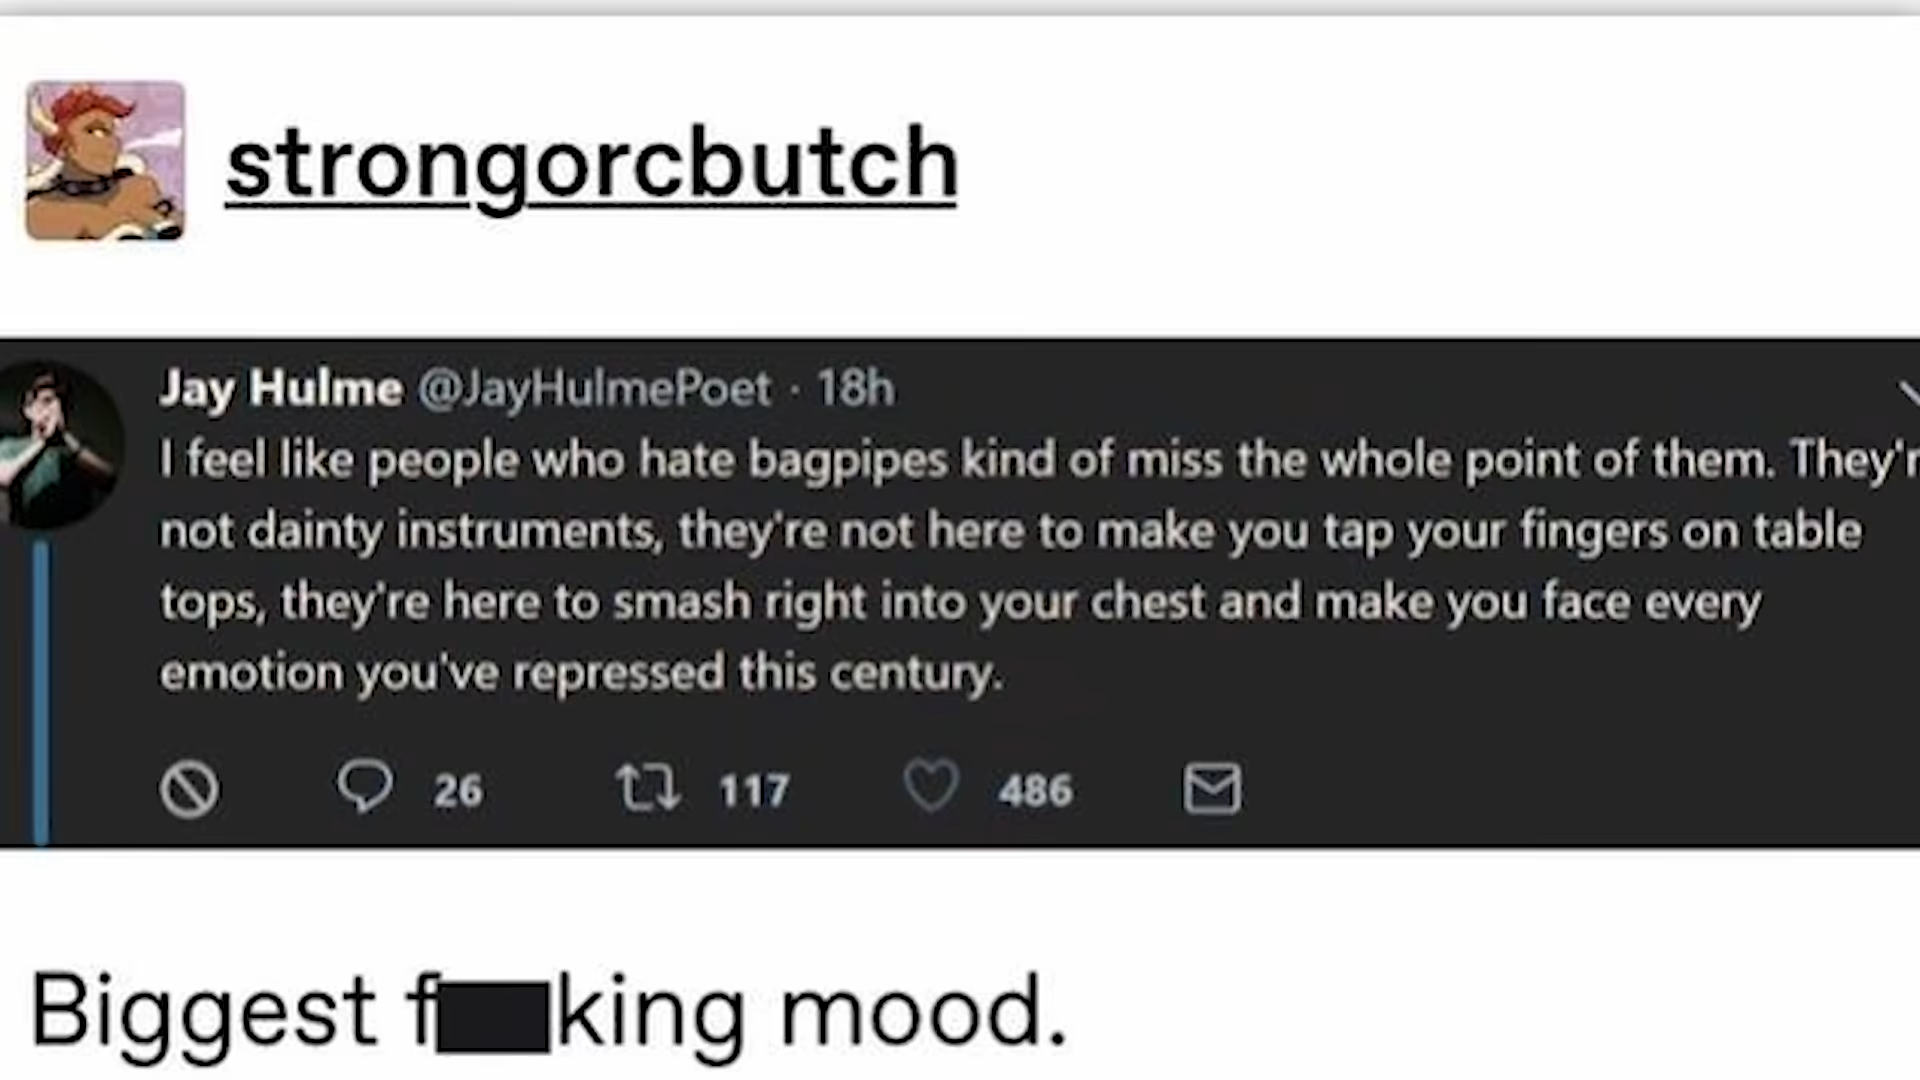 strongorcbutch
Jay Hulme @JayHulmePoet · 18h
I feel like people who hate bagpipes kind of miss the whole point of them. They'r
not dainty instruments, they're not here to make you tap your fingers on table
tops, they're here to smash right into your chest and make you face every
emotion you've repressed this century.
26 117 486
Biggest f██king mood.